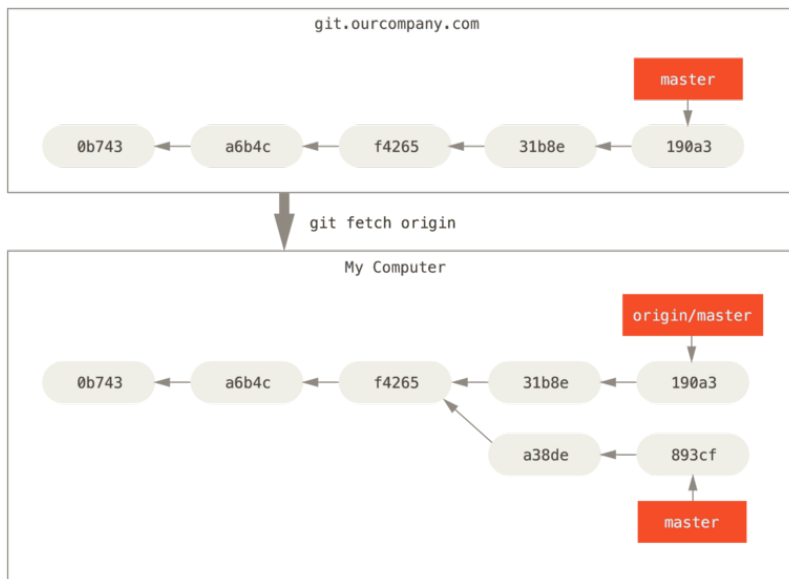 git.ourcompany.com
master
0b743 a6b4c f4265 31b8e 190a3
git fetch origin
My Computer
origin/master
0b743 a6b4c f4265 31b8e 190a3
a38de 893cf
master